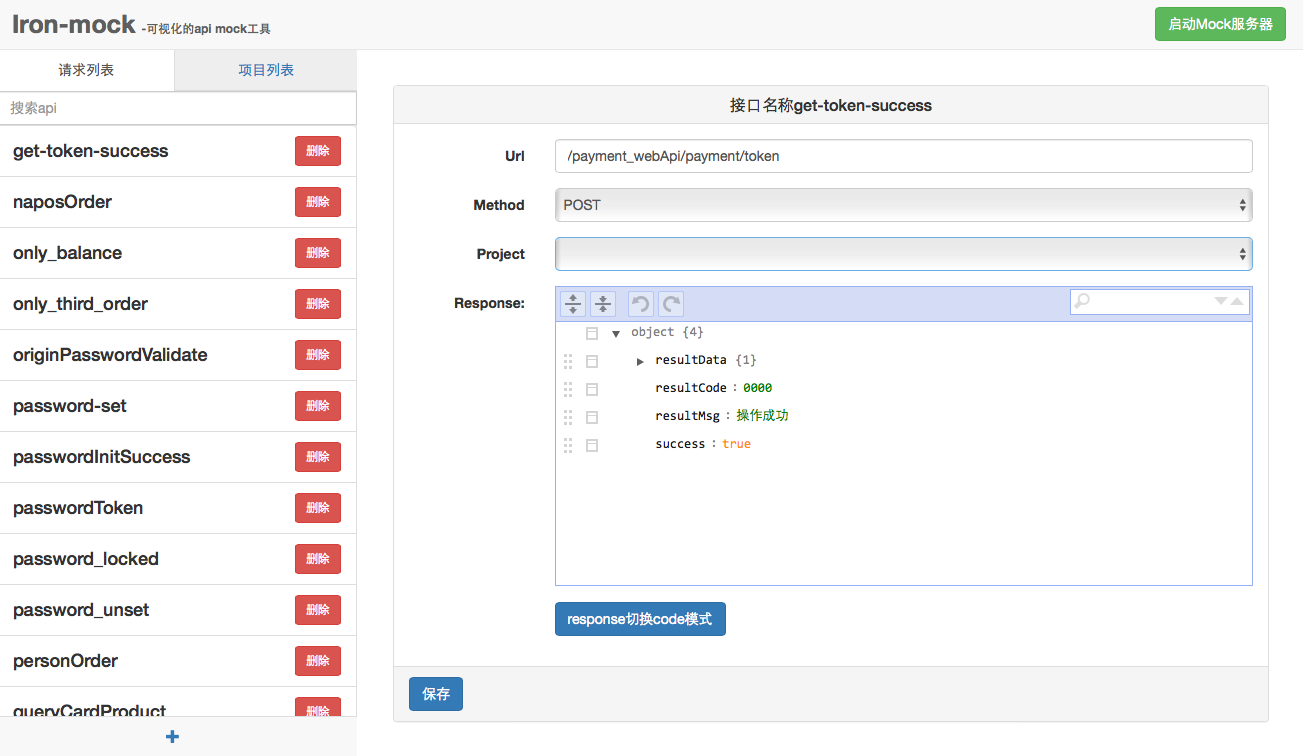 Iron-mock -可视化的api mock工具
启动Mock服务器
请求列表
项目列表
搜索api
get-token-success 删除
naposOrder 删除
only_balance 删除
only_third_order 删除
originPasswordValidate 删除
password-set 删除
passwordInitSuccess 删除
passwordToken 删除
password_locked 删除
password_unset 删除
personOrder 删除
queryCardProduct 删除
接口名称get-token-success
Url /payment_webApi/payment/token
Method POST
Project
Response:
object {4}
resultData {1}
resultCode : 0000
resultMsg : 操作成功
success : true
response切换code模式
保存